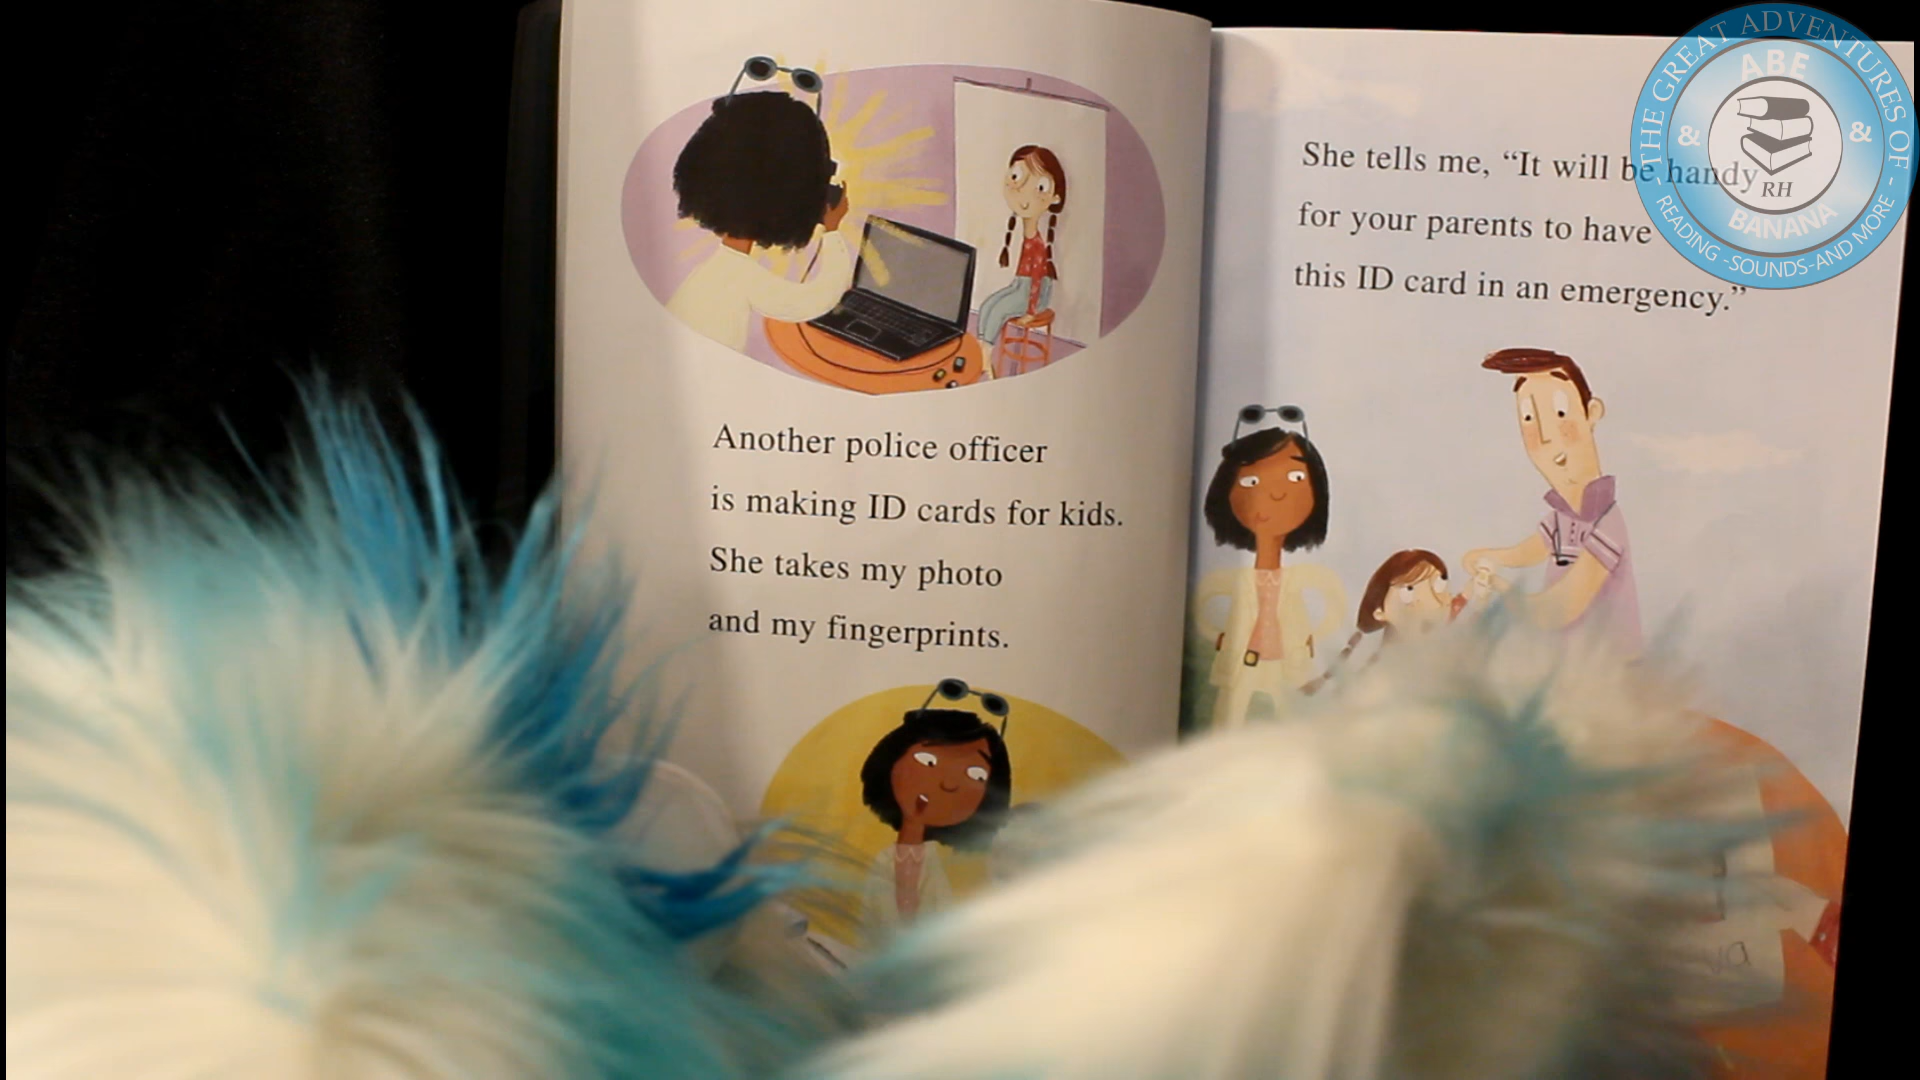 Another police officer
is making ID cards for kids.
She takes my photo
and my fingerprints.
She tells me, “It will be handy
for your parents to have
this ID card in an emergency.”
THE GREAT ADVENTURES OF
ABE
& &
RH
BANANA
- READING - SOUNDS - AND MORE -